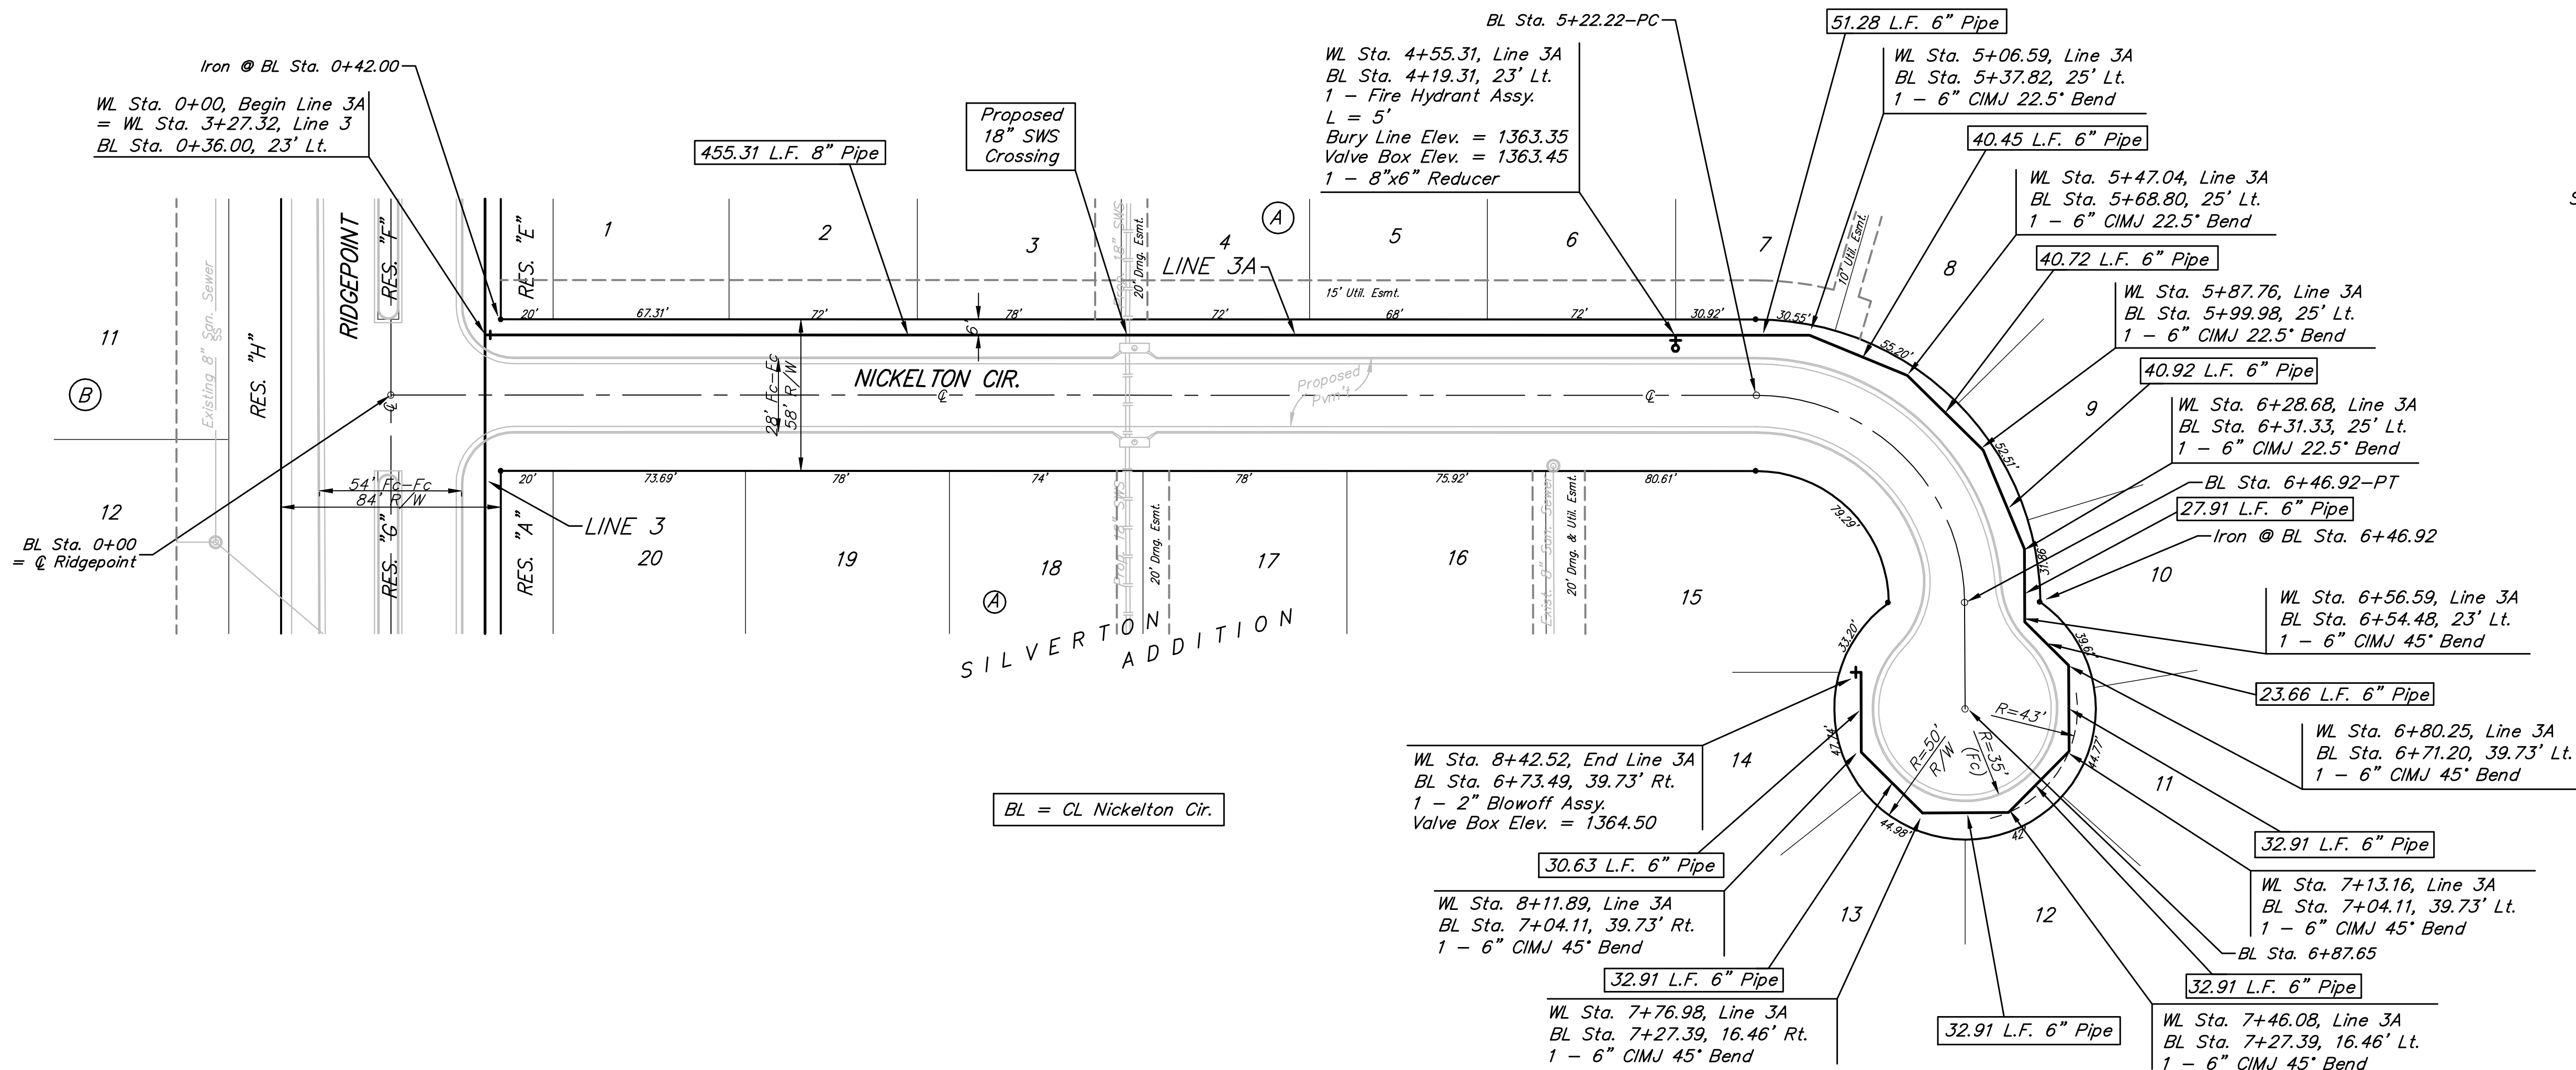 Iron @ BL Sta. 0+42.00
WL Sta. 0+00, Begin Line 3A
= WL Sta. 3+27.32, Line 3
BL Sta. 0+36.00, 23' Lt.
455.31 L.F. 8" Pipe
Proposed
18" SWS
Crossing
BL Sta. 5+22.22-PC
WL Sta. 4+55.31, Line 3A
BL Sta. 4+19.31, 23' Lt.
1 - Fire Hydrant Assy.
L = 5'
Bury Line Elev. = 1363.35
Valve Box Elev. = 1363.45
1 - 8"x6" Reducer
51.28 L.F. 6" Pipe
WL Sta. 5+06.59, Line 3A
BL Sta. 5+37.82, 25' Lt.
1 - 6" CIMJ 22.5° Bend
40.45 L.F. 6" Pipe
WL Sta. 5+47.04, Line 3A
BL Sta. 5+68.80, 25' Lt.
1 - 6" CIMJ 22.5° Bend
40.72 L.F. 6" Pipe
WL Sta. 5+87.76, Line 3A
BL Sta. 5+99.98, 25' Lt.
1 - 6" CIMJ 22.5° Bend
40.92 L.F. 6" Pipe
WL Sta. 6+28.68, Line 3A
BL Sta. 6+31.33, 25' Lt.
1 - 6" CIMJ 22.5° Bend
BL Sta. 6+46.92-PT
27.91 L.F. 6" Pipe
Iron @ BL Sta. 6+46.92
WL Sta. 6+56.59, Line 3A
BL Sta. 6+54.48, 23' Lt.
1 - 6" CIMJ 45° Bend
23.66 L.F. 6" Pipe
WL Sta. 6+80.25, Line 3A
BL Sta. 6+71.20, 39.73' Lt.
1 - 6" CIMJ 45° Bend
32.91 L.F. 6" Pipe
WL Sta. 7+13.16, Line 3A
BL Sta. 7+04.11, 39.73' Lt.
1 - 6" CIMJ 45° Bend
BL Sta. 6+87.65
32.91 L.F. 6" Pipe
WL Sta. 7+46.08, Line 3A
BL Sta. 7+27.39, 16.46' Lt.
1 - 6" CIMJ 45° Bend
32.91 L.F. 6" Pipe
WL Sta. 7+76.98, Line 3A
BL Sta. 7+27.39, 16.46' Rt.
1 - 6" CIMJ 45° Bend
32.91 L.F. 6" Pipe
WL Sta. 8+11.89, Line 3A
BL Sta. 7+04.11, 39.73' Rt.
1 - 6" CIMJ 45° Bend
30.63 L.F. 6" Pipe
WL Sta. 8+42.52, End Line 3A
BL Sta. 6+73.49, 39.73' Rt.
1 - 2" Blowoff Assy.
Valve Box Elev. = 1364.50
BL = CL Nickelton Cir.
11
B
12
Existing 8" San. Sewer
SS
RES. "H"
RIDGEPOINT
RES. "F"
RES. "E"
RES. "G"
RES. "A"
BL Sta. 0+00
= ℄ Ridgepoint
54' Fc-Fc
84' R/W
LINE 3
1
2
3
4
5
6
7
8
9
10
A
LINE 3A
Prop. 18" SWS
20' Drng. Esmt.
15' Util. Esmt.
10' Util. Esmt.
20'
67.31'
72'
78'
72'
68'
72'
30.92'
30.55'
55.20'
52.51'
31.86'
39.67'
44.77'
42'
44.98'
47.74'
33.20'
79.29'
6'
28' Fc-Fc
58' R/W
NICKELTON CIR.
℄
℄
℄
Proposed
Pvm't
20'
73.69'
78'
74'
78'
75.92'
80.61'
20
19
18
17
16
15
14
13
12
11
A
Prop. 18" SWS
20' Drng. Esmt.
Exist. 8" San. Sewer
20' Drng. & Util. Esmt.
SILVERTON
ADDITION
R=43'
R=50'
R/W
R=35'
(Fc)
S